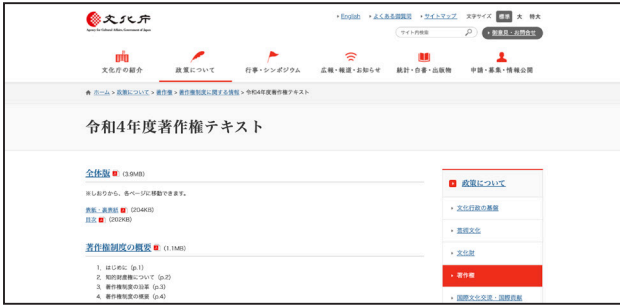 文化庁
Agency for Cultural Affairs, Government of Japan
English よくある御質問 サイトマップ 文字サイズ 標準 大 特大
サイト内検索 御意見・お問合せ
文化庁の紹介 政策について 行事・シンポジウム 広報・報道・お知らせ 統計・白書・出版物 申請・募集・情報公開
ホーム > 政策について > 著作権 > 著作権制度に関する情報 > 令和4年度著作権テキスト
令和4年度著作権テキスト
全体版 (3.9MB)
※しおりから、各ページに移動できます。
表紙・裏表紙 (204KB)
目次 (202KB)
著作権制度の概要 (1.1MB)
1. はじめに (p.1)
2. 知的財産権について (p.2)
3. 著作権制度の沿革 (p.3)
4. 著作権制度の概要 (p.4)
政策について
文化行政の基盤
芸術文化
文化財
著作権
国際文化交流・国際貢献